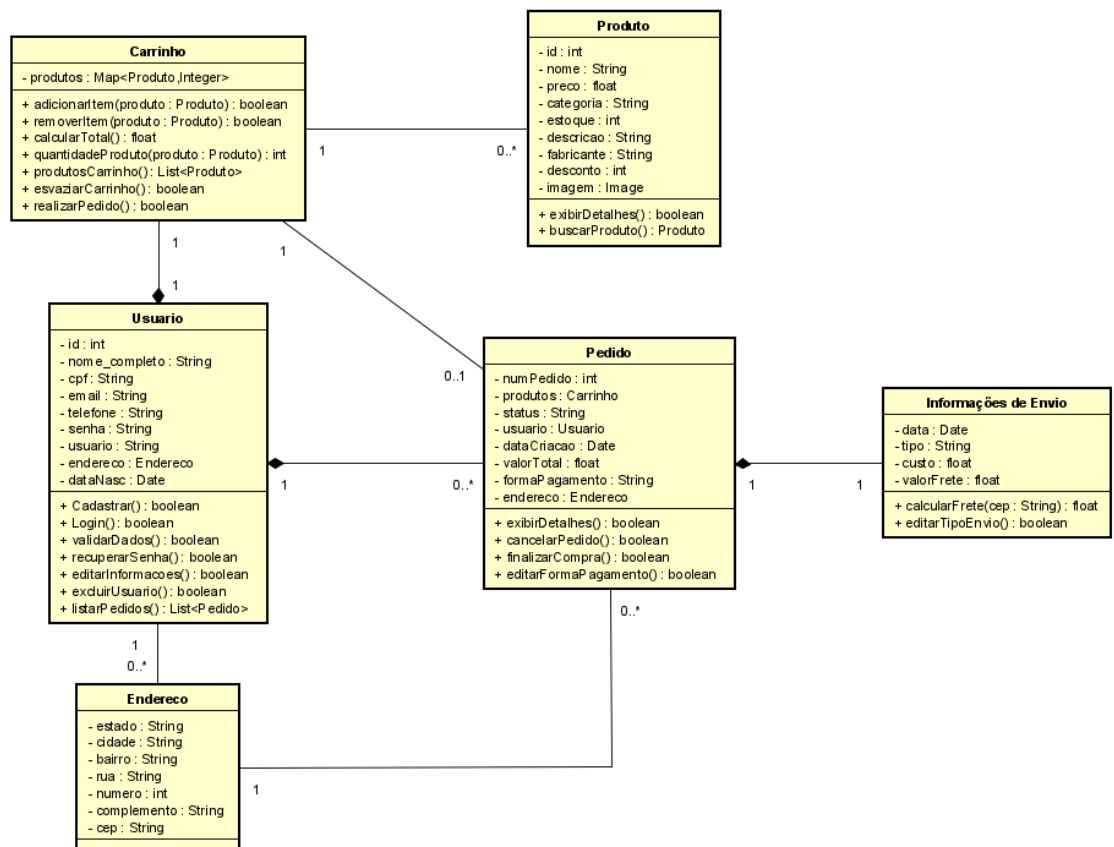 Produto
- id : int
- nome : String
- preco : float
- categoria : String
- estoque : int
- descricao : String
- fabricante : String
- desconto : int
- imagem : Image
+ exibirDetalhes() : boolean
+ buscarProduto() : Produto
Carrinho
- produtos : Map<Produto,Integer>
+ adicionarItem(produto : Produto) : boolean
+ removerItem(produto : Produto) : boolean
+ calcularTotal() : float
+ quantidadeProduto(produto : Produto) : int
+ produtosCarrinho() : List<Produto>
+ esvaziarCarrinho() : boolean
+ realizarPedido() : boolean
1
0..*
1
1
1
0..1
Usuario
- id : int
- nome_completo : String
- cpf : String
- email : String
- telefone : String
- senha : String
- usuario : String
- endereco : Endereco
- dataNasc : Date
+ Cadastrar() : boolean
+ Login() : boolean
+ validarDados() : boolean
+ recuperarSenha() : boolean
+ editarInformacoes() : boolean
+ excluirUsuario() : boolean
+ listarPedidos() : List<Pedido>
1
0..*
Pedido
- numPedido : int
- produtos : Carrinho
- status : String
- usuario : Usuario
- dataCriacao : Date
- valorTotal : float
- formaPagamento : String
- endereco : Endereco
+ exibirDetalhes() : boolean
+ cancelarPedido() : boolean
+ finalizarCompra() : boolean
+ editarFormaPagamento() : boolean
1
1
Informações de Envio
- data : Date
- tipo : String
- custo : float
- valorFrete : float
+ calcularFrete(cep : String) : float
+ editarTipoEnvio() : boolean
1
0..*
0..*
1
Endereco
- estado : String
- cidade : String
- bairro : String
- rua : String
- numero : int
- complemento : String
- cep : String